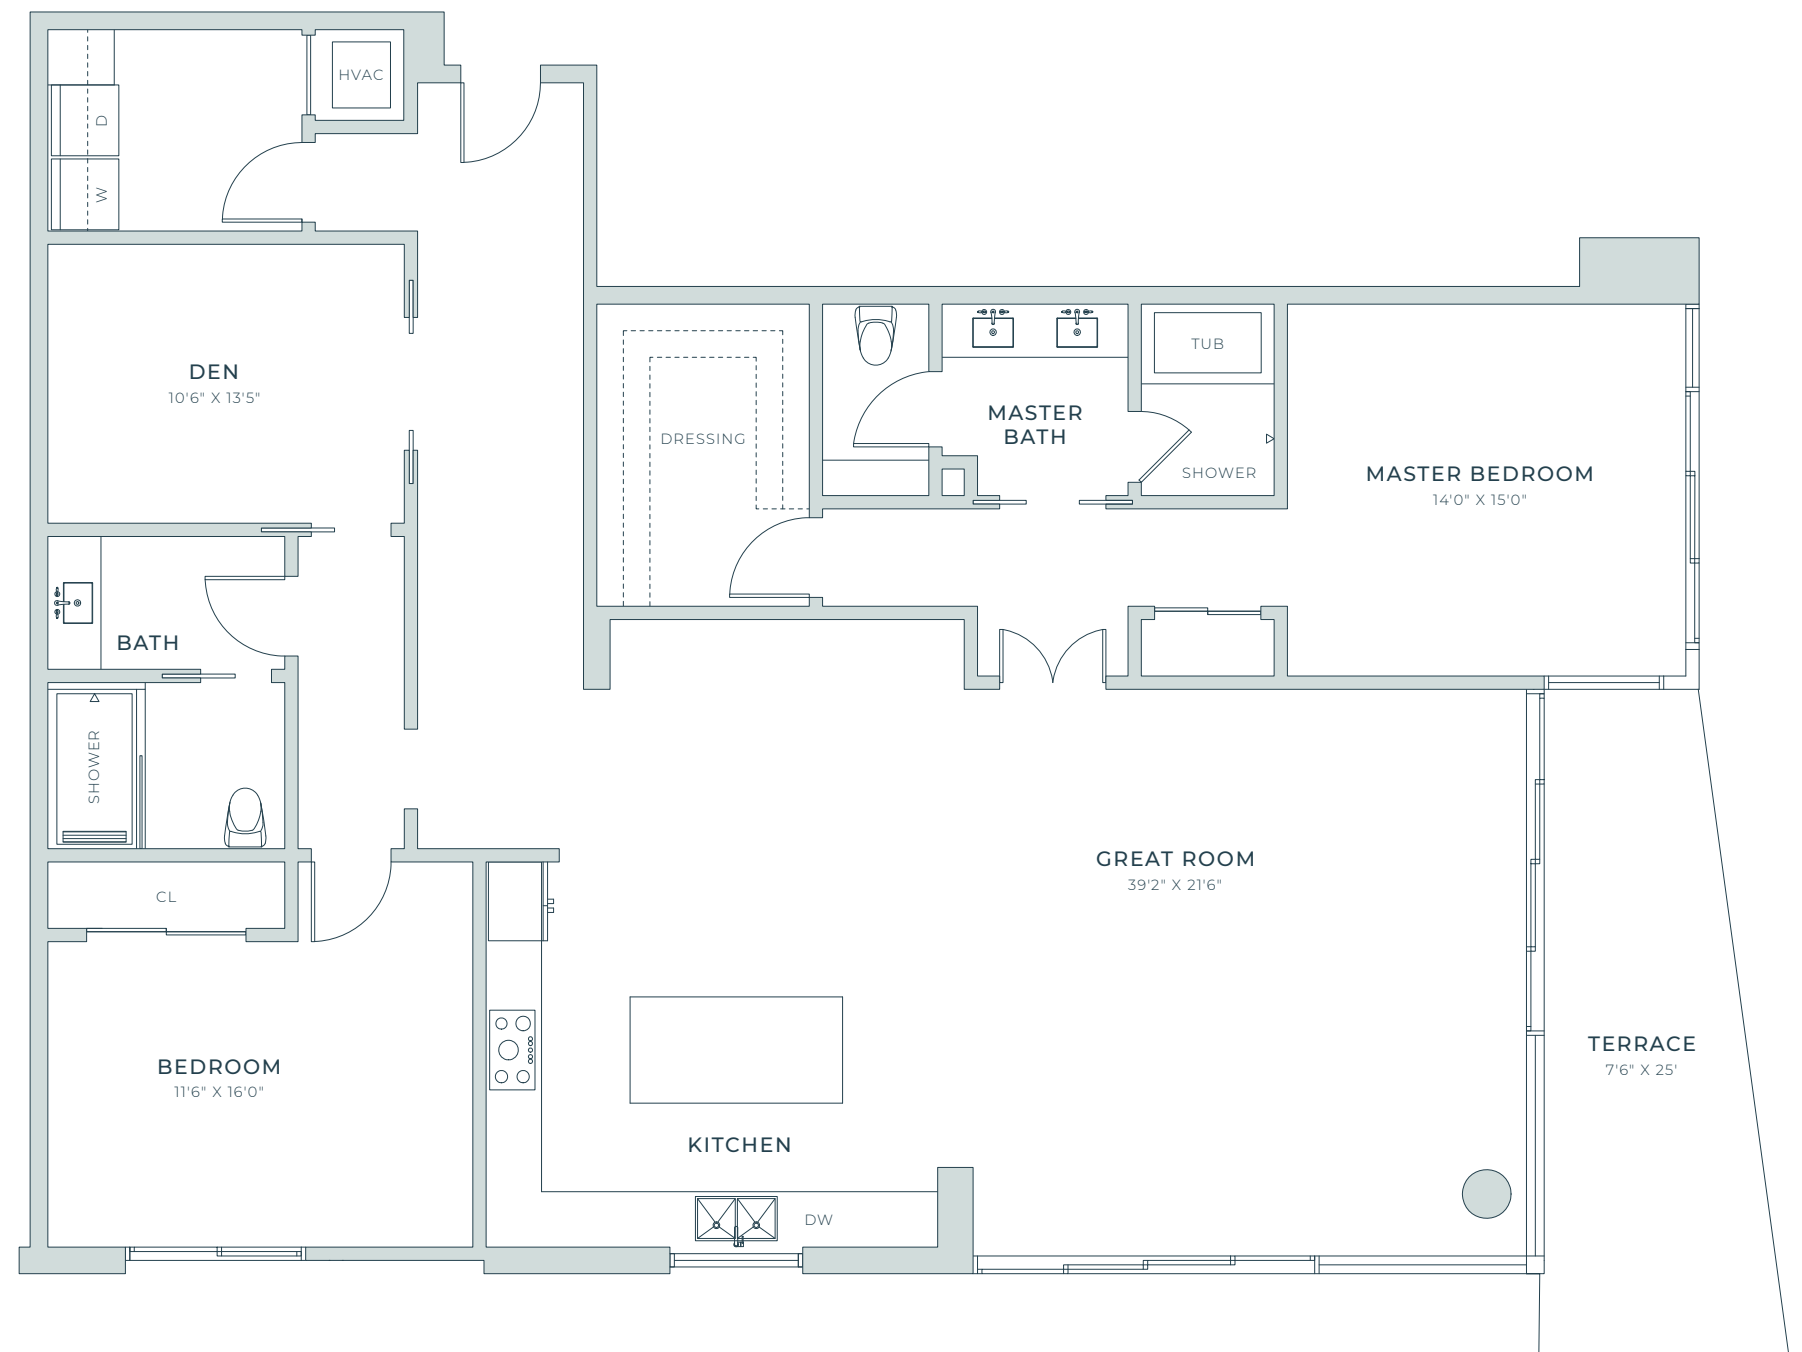 HVAC
D
W
DEN
10'6" X 13'5"
TUB
DRESSING
MASTER
BATH
SHOWER
MASTER BEDROOM
14'0" X 15'0"
BATH
SHOWER
GREAT ROOM
39'2" X 21'6"
CL
TERRACE
7'6" X 25'
BEDROOM
11'6" X 16'0"
KITCHEN
DW